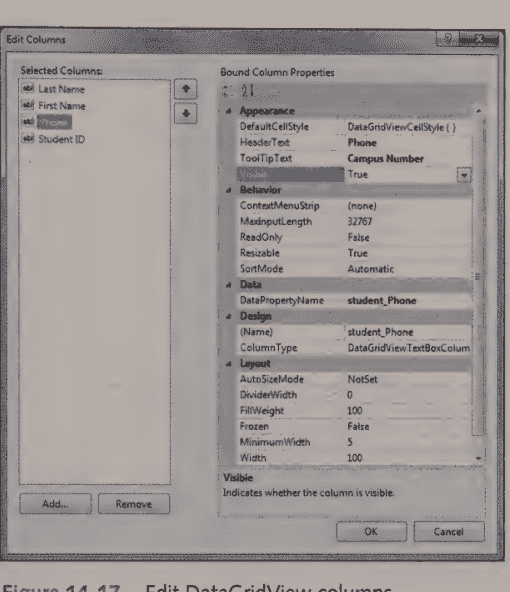 Edit Columns
Selected Columns:
Last Name
First Name
Phone
Student ID
Add...
Remove
Bound Column Properties
Appearance
DefaultCellStyle DataGridViewCellStyle { }
HeaderText Phone
ToolTipText Campus Number
Visible True
Behavior
ContextMenuStrip (none)
MaxInputLength 32767
ReadOnly False
Resizable True
SortMode Automatic
Data
DataPropertyName student_Phone
Design
(Name) student_Phone
ColumnType DataGridViewTextBoxColum
Layout
AutoSizeMode NotSet
DividerWidth 0
FillWeight 100
Frozen False
MinimumWidth 5
Width 100
Visible
Indicates whether the column is visible.
OK
Cancel
Figure 14-17 Edit DataGridView columns